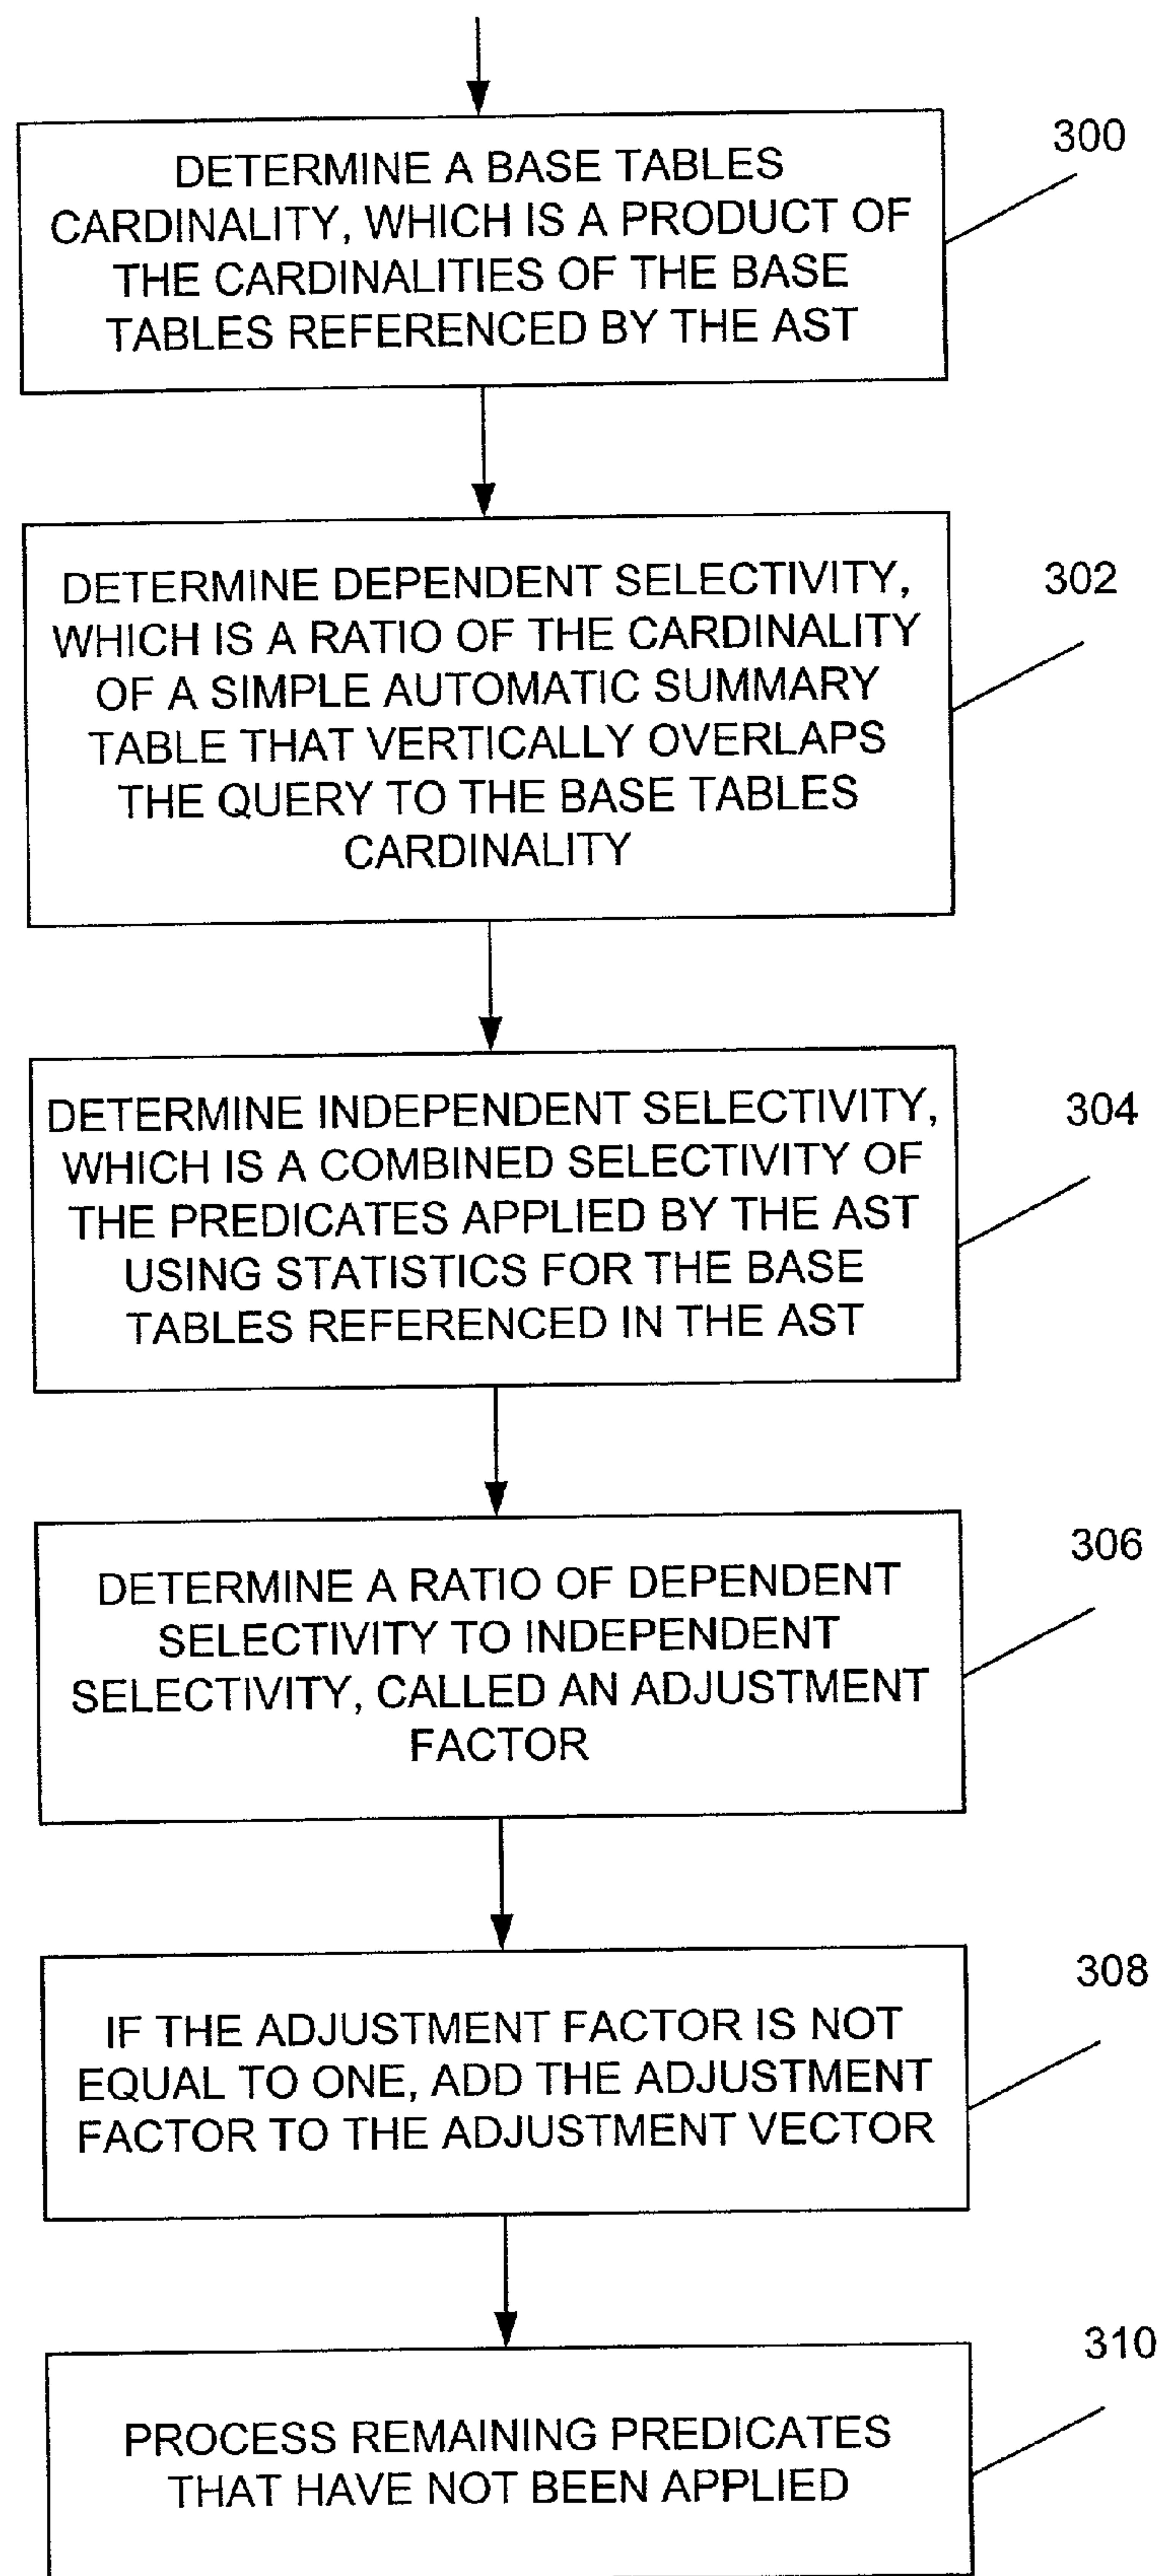 DETERMINE A BASE TABLES
CARDINALITY, WHICH IS A PRODUCT OF
THE CARDINALITIES OF THE BASE
TABLES REFERENCED BY THE AST
300
DETERMINE DEPENDENT SELECTIVITY,
WHICH IS A RATIO OF THE CARDINALITY
OF A SIMPLE AUTOMATIC SUMMARY
TABLE THAT VERTICALLY OVERLAPS
THE QUERY TO THE BASE TABLES
CARDINALITY
302
DETERMINE INDEPENDENT SELECTIVITY,
WHICH IS A COMBINED SELECTIVITY OF
THE PREDICATES APPLIED BY THE AST
USING STATISTICS FOR THE BASE
TABLES REFERENCED IN THE AST
304
DETERMINE A RATIO OF DEPENDENT
SELECTIVITY TO INDEPENDENT
SELECTIVITY, CALLED AN ADJUSTMENT
FACTOR
306
IF THE ADJUSTMENT FACTOR IS NOT
EQUAL TO ONE, ADD THE ADJUSTMENT
FACTOR TO THE ADJUSTMENT VECTOR
308
PROCESS REMAINING PREDICATES
THAT HAVE NOT BEEN APPLIED
310